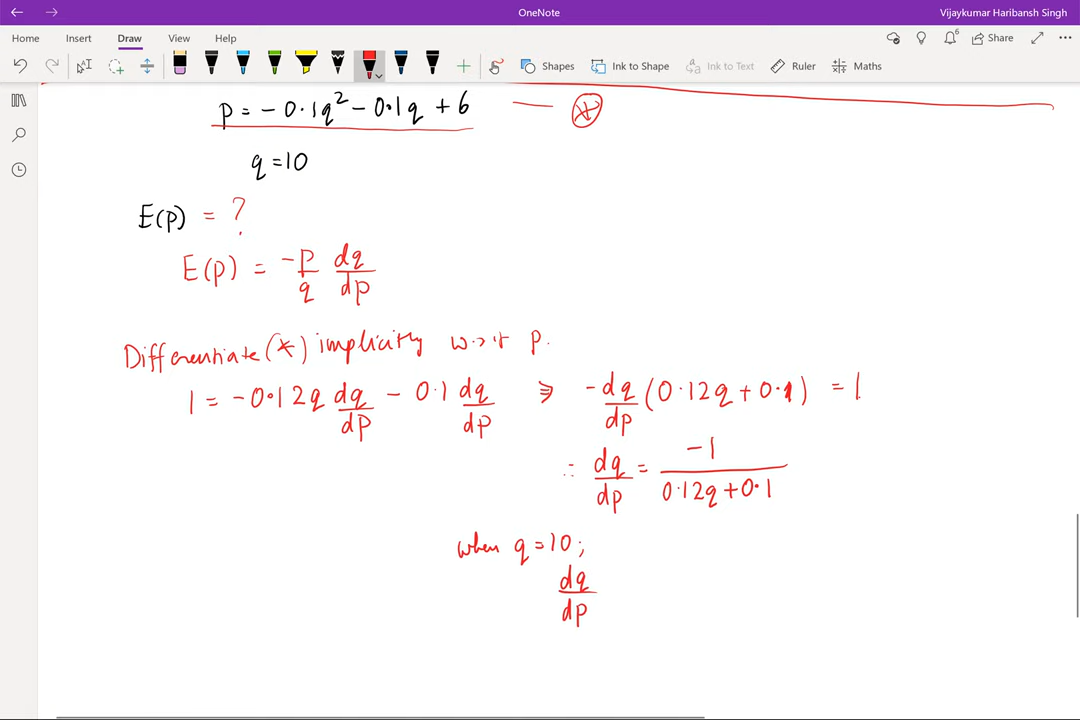 OneNote
Vijaykumar Haribansh Singh
Home Insert Draw View Help
6
Share
Shapes
Ink to Shape
Ink to Text
Ruler
Maths
p = - 0.1q² - 0.1q + 6 — (*)
q = 10
E(p) = ?
E(p) = -p/q dq/dp
Differentiate (*) implicitly w.r.t p.
1 = -0.12q dq/dp - 0.1 dq/dp ⇒ -dq/dp (0.12q + 0.1) = 1
∴ dq/dp = -1/(0.12q + 0.1)
when q = 10;
dq/dp